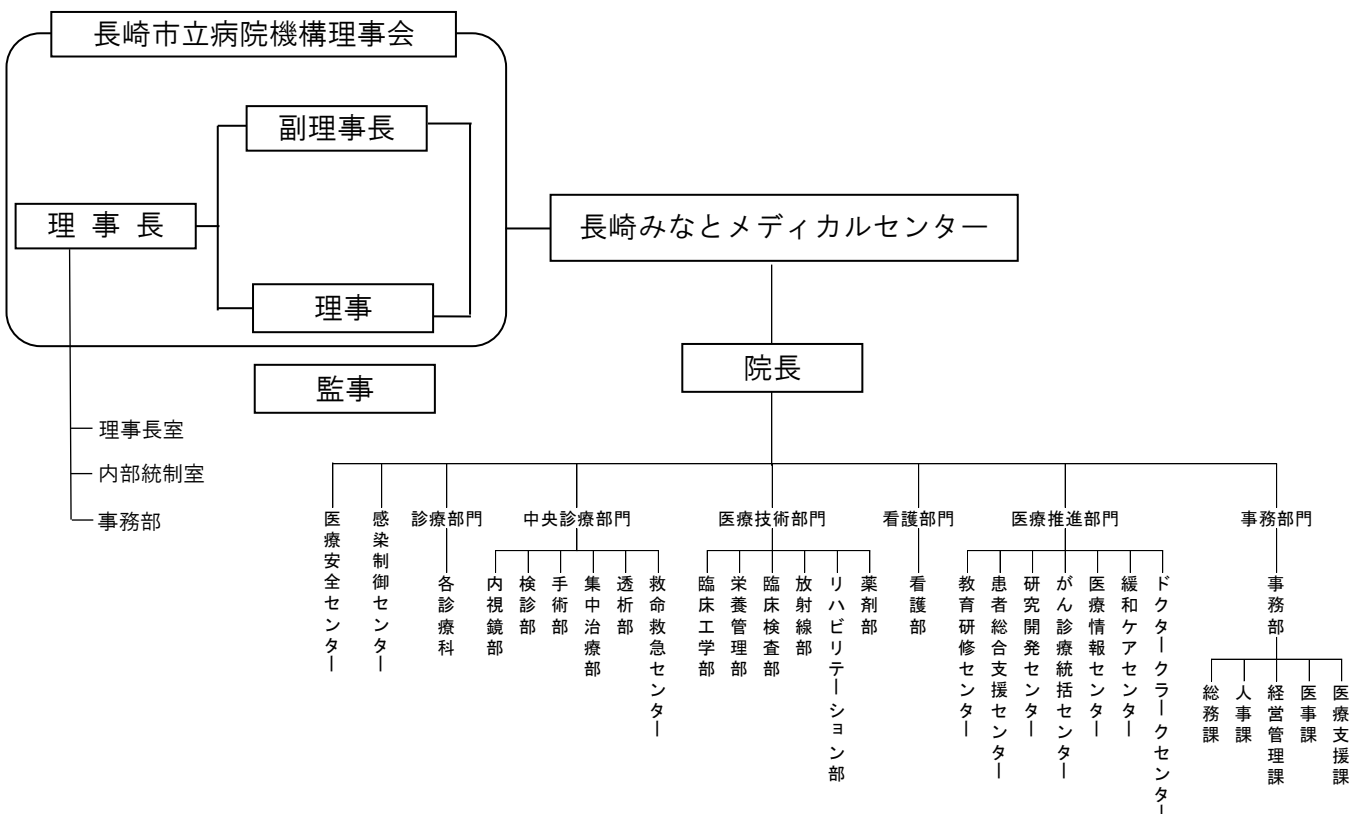 長崎市立病院機構理事会
副理事長
理 事 長
理事
監事
理事長室
内部統制室
事務部
長崎みなとメディカルセンター
院長
医療安全センター
感染制御センター
診療部門
各診療科
中央診療部門
内視鏡部
検診部
手術部
集中治療部
透析部
救命救急センター
医療技術部門
臨床工学部
栄養管理部
臨床検査部
放射線部
リハビリテーション部
薬剤部
看護部門
看護部
医療推進部門
教育研修センター
患者総合支援センター
研究開発センター
がん診療統括センター
医療情報センター
緩和ケアセンター
ドクタークラークセンター
事務部門
事務部
総務課
人事課
経営管理課
医事課
医療支援課